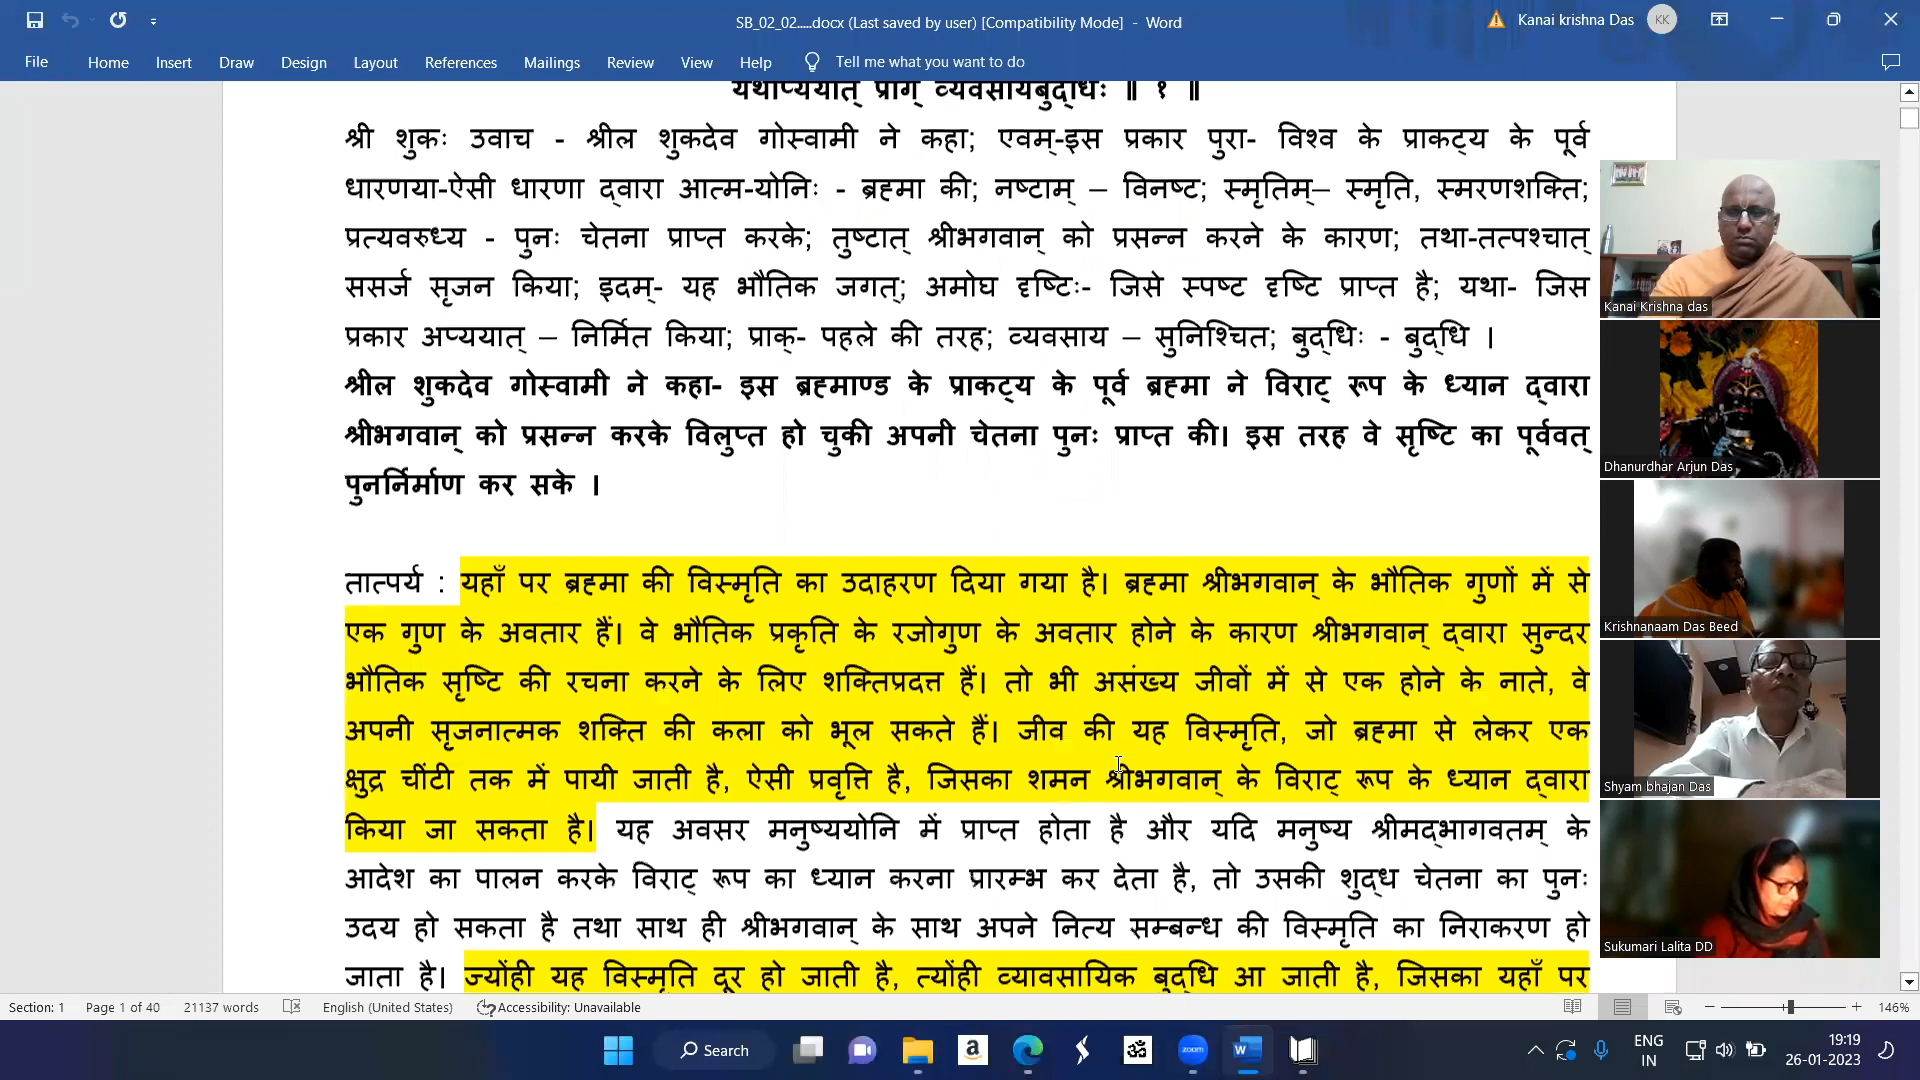 SB_02_02.....docx (Last saved by user) [Compatibility Mode] - Word
Kanai krishna Das
KK
File Home Insert Draw Design Layout References Mailings Review View Help Tell me what you want to do
यथाप्ययात् प्राग् व्यवसायबुद्धिः ॥ १ ॥
श्री शुकः उवाच - श्रील शुकदेव गोस्वामी ने कहा; एवम्-इस प्रकार पुरा- विश्व के प्राकट्य के पूर्व
धारणया-ऐसी धारणा द्वारा आत्म-योनिः - ब्रह्मा की; नष्टाम् – विनष्ट; स्मृतिम्– स्मृति, स्मरणशक्ति;
प्रत्यवरुध्य - पुनः चेतना प्राप्त करके; तुष्टात् श्रीभगवान् को प्रसन्न करने के कारण; तथा-तत्पश्चात्
ससर्ज सृजन किया; इदम्- यह भौतिक जगत्; अमोघ दृष्टिः- जिसे स्पष्ट दृष्टि प्राप्त है; यथा- जिस
प्रकार अप्ययात् – निर्मित किया; प्राक्- पहले की तरह; व्यवसाय – सुनिश्चित; बुद्धिः - बुद्धि ।
श्रील शुकदेव गोस्वामी ने कहा- इस ब्रह्माण्ड के प्राकट्य के पूर्व ब्रह्मा ने विराट् रूप के ध्यान द्वारा
श्रीभगवान् को प्रसन्न करके विलुप्त हो चुकी अपनी चेतना पुनः प्राप्त की। इस तरह वे सृष्टि का पूर्ववत्
पुनर्निर्माण कर सके ।
तात्पर्य : यहाँ पर ब्रह्मा की विस्मृति का उदाहरण दिया गया है। ब्रह्मा श्रीभगवान् के भौतिक गुणों में से
एक गुण के अवतार हैं। वे भौतिक प्रकृति के रजोगुण के अवतार होने के कारण श्रीभगवान् द्वारा सुन्दर
भौतिक सृष्टि की रचना करने के लिए शक्तिप्रदत्त हैं। तो भी असंख्य जीवों में से एक होने के नाते, वे
अपनी सृजनात्मक शक्ति की कला को भूल सकते हैं। जीव की यह विस्मृति, जो ब्रह्मा से लेकर एक
क्षुद्र चींटी तक में पायी जाती है, ऐसी प्रवृत्ति है, जिसका शमन श्रीभगवान् के विराट् रूप के ध्यान द्वारा
किया जा सकता है। यह अवसर मनुष्ययोनि में प्राप्त होता है और यदि मनुष्य श्रीमद्भागवतम् के
आदेश का पालन करके विराट् रूप का ध्यान करना प्रारम्भ कर देता है, तो उसकी शुद्ध चेतना का पुनः
उदय हो सकता है तथा साथ ही श्रीभगवान् के साथ अपने नित्य सम्बन्ध की विस्मृति का निराकरण हो
जाता है। ज्योंही यह विस्मृति दूर हो जाती है, त्योंही व्यावसायिक बुद्धि आ जाती है, जिसका यहाँ पर
Kanai Krishna das
Dhanurdhar Arjun Das
Krishnanaam Das Beed
Shyam bhajan Das
Sukumari Lalita DD
Section: 1 Page 1 of 40 21137 words English (United States) Accessibility: Unavailable 146%
Search
zoom
ENG
IN
19:19
26-01-2023